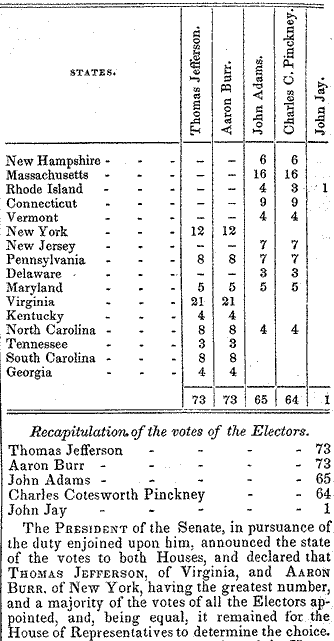 STATES. Thomas Jefferson. Aaron Burr. John Adams. Charles C. Pinckney. John Jay.
New Hampshire - - - – – 6 6
Massachusetts - - - – – 16 16
Rhode Island - - - – – 4 3 1
Connecticut - - - – – 9 9
Vermont - - - – – 4 4
New York - - - 12 12
New Jersey - - - – – 7 7
Pennsylvania - - - 8 8 7 7
Delaware - - - – – 3 3
Maryland - - - 5 5 5 5
Virginia - - - 21 21
Kentucky - - - 4 4
North Carolina - - - 8 8 4 4
Tennessee - - - 3 3
South Carolina - - - 8 8
Georgia - - - 4 4
73 73 65 64 1
Recapitulation of the votes of the Electors.
Thomas Jefferson - - - - 73
Aaron Burr - - - - - 73
John Adams - - - - - 65
Charles Cotesworth Pinckney - - - 64
John Jay - - - - - 1
The PRESIDENT of the Senate, in pursuance of
the duty enjoined upon him, announced the state
of the votes to both Houses, and declared that
THOMAS JEFFERSON, of Virginia, and AARON
BURR, of New York, having the greatest number,
and a majority of the votes of all the Electors ap-
pointed, and, being equal, it remained for the
House of Representatives to determine the choice.